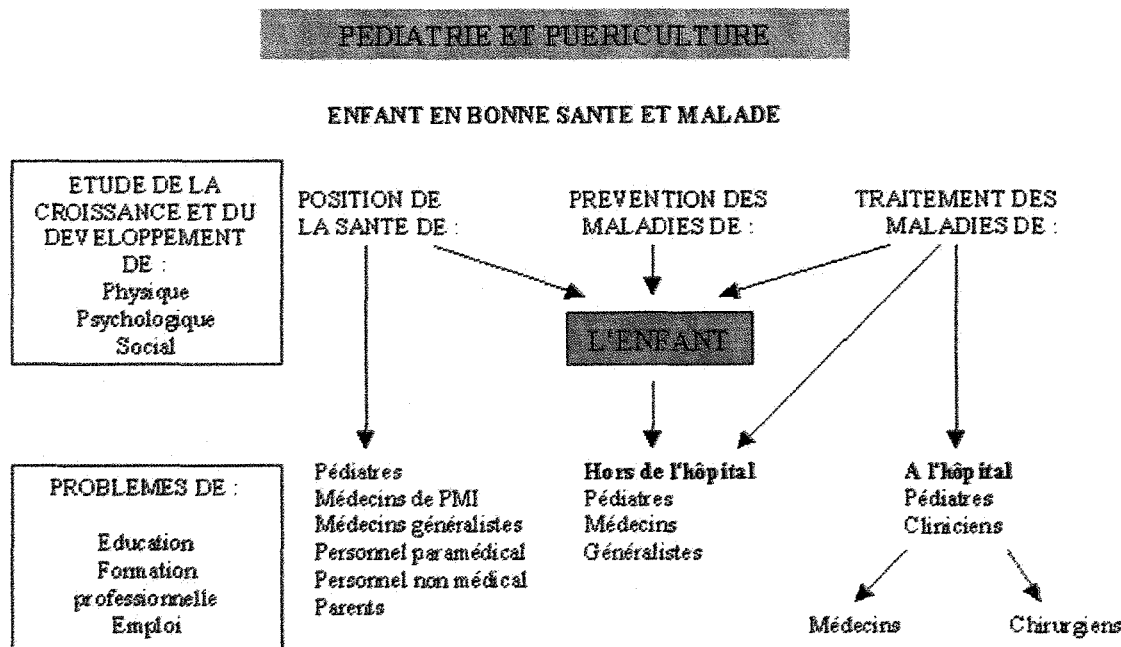 PEDIATRIE ET PUERICULTURE
ENFANT EN BONNE SANTE ET MALADE
ETUDE DE LA
CROISSANCE ET DU
DEVELOPPEMENT
DE :
Physique
Psychologique
Social
POSITION DE
LA SANTE DE :
PREVENTION DES
MALADIES DE :
TRAITEMENT DES
MALADIES DE :
L'ENFANT
PROBLEMES DE :
Education
Formation
professionnelle
Emploi
Pédiatres
Médecins de PMI
Médecins généralistes
Personnel paramédical
Personnel non médical
Parents
Hors de l'hôpital
Pédiatres
Médecins
Généralistes
A l'hôpital
Pédiatres
Cliniciens
Médecins
Chirurgiens